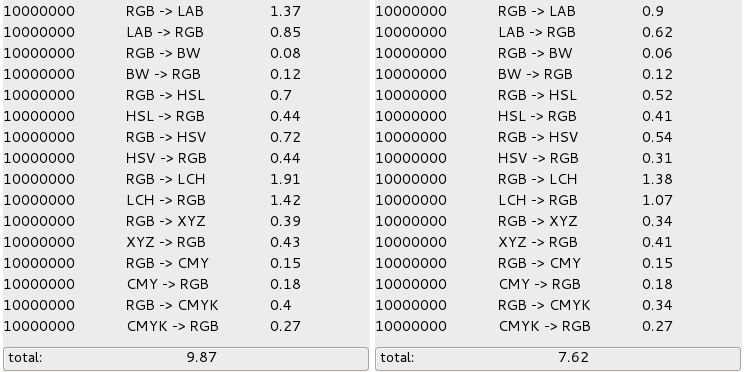 10000000 RGB -> LAB 1.37
10000000 LAB -> RGB 0.85
10000000 RGB -> BW 0.08
10000000 BW -> RGB 0.12
10000000 RGB -> HSL 0.7
10000000 HSL -> RGB 0.44
10000000 RGB -> HSV 0.72
10000000 HSV -> RGB 0.44
10000000 RGB -> LCH 1.91
10000000 LCH -> RGB 1.42
10000000 RGB -> XYZ 0.39
10000000 XYZ -> RGB 0.43
10000000 RGB -> CMY 0.15
10000000 CMY -> RGB 0.18
10000000 RGB -> CMYK 0.4
10000000 CMYK -> RGB 0.27
total: 9.87
10000000 RGB -> LAB 0.9
10000000 LAB -> RGB 0.62
10000000 RGB -> BW 0.06
10000000 BW -> RGB 0.12
10000000 RGB -> HSL 0.52
10000000 HSL -> RGB 0.41
10000000 RGB -> HSV 0.54
10000000 HSV -> RGB 0.31
10000000 RGB -> LCH 1.38
10000000 LCH -> RGB 1.07
10000000 RGB -> XYZ 0.34
10000000 XYZ -> RGB 0.41
10000000 RGB -> CMY 0.15
10000000 CMY -> RGB 0.18
10000000 RGB -> CMYK 0.34
10000000 CMYK -> RGB 0.27
total: 7.62